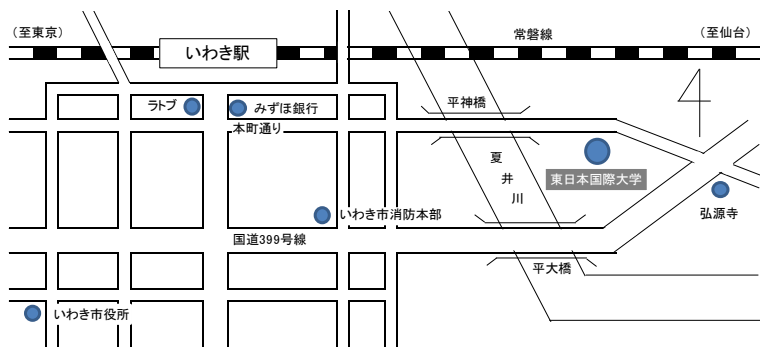 (至東京)
いわき駅
常磐線
(至仙台)
ラトブ
みずほ銀行
平神橋
本町通り
夏井川
東日本国際大学
弘源寺
いわき市消防本部
国道399号線
平大橋
いわき市役所